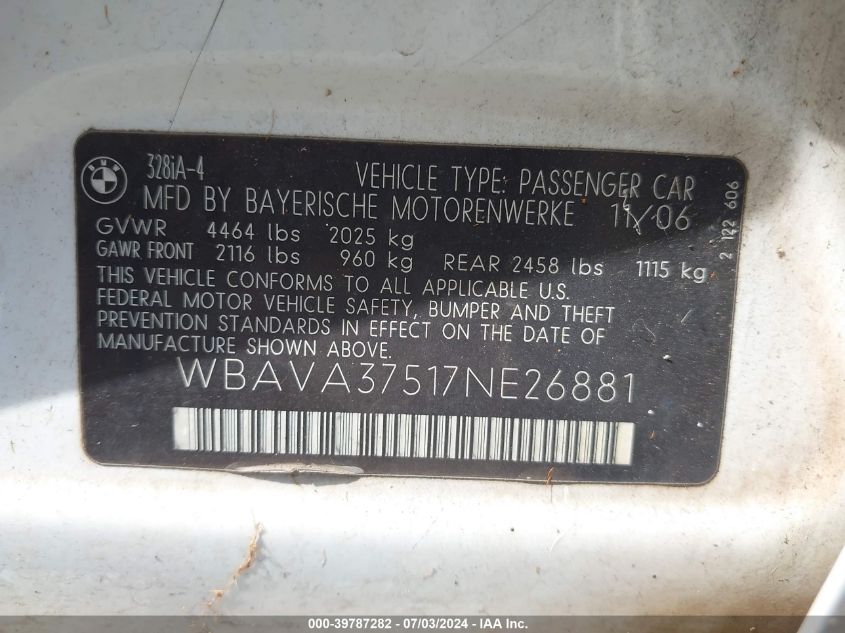 BMW
328iA-4
VEHICLE TYPE: PASSENGER CAR
MFD BY BAYERISCHE MOTORENWERKE 11/06
GVWR 4464 lbs 2025 kg
GAWR FRONT 2116 lbs 960 kg REAR 2458 lbs 1115 kg
THIS VEHICLE CONFORMS TO ALL APPLICABLE U.S.
FEDERAL MOTOR VEHICLE SAFETY, BUMPER AND THEFT
PREVENTION STANDARDS IN EFFECT ON THE DATE OF
MANUFACTURE SHOWN ABOVE.
WBAVA37517NE26881
2 122 606
000-39787282 - 07/03/2024 - IAAI.COM